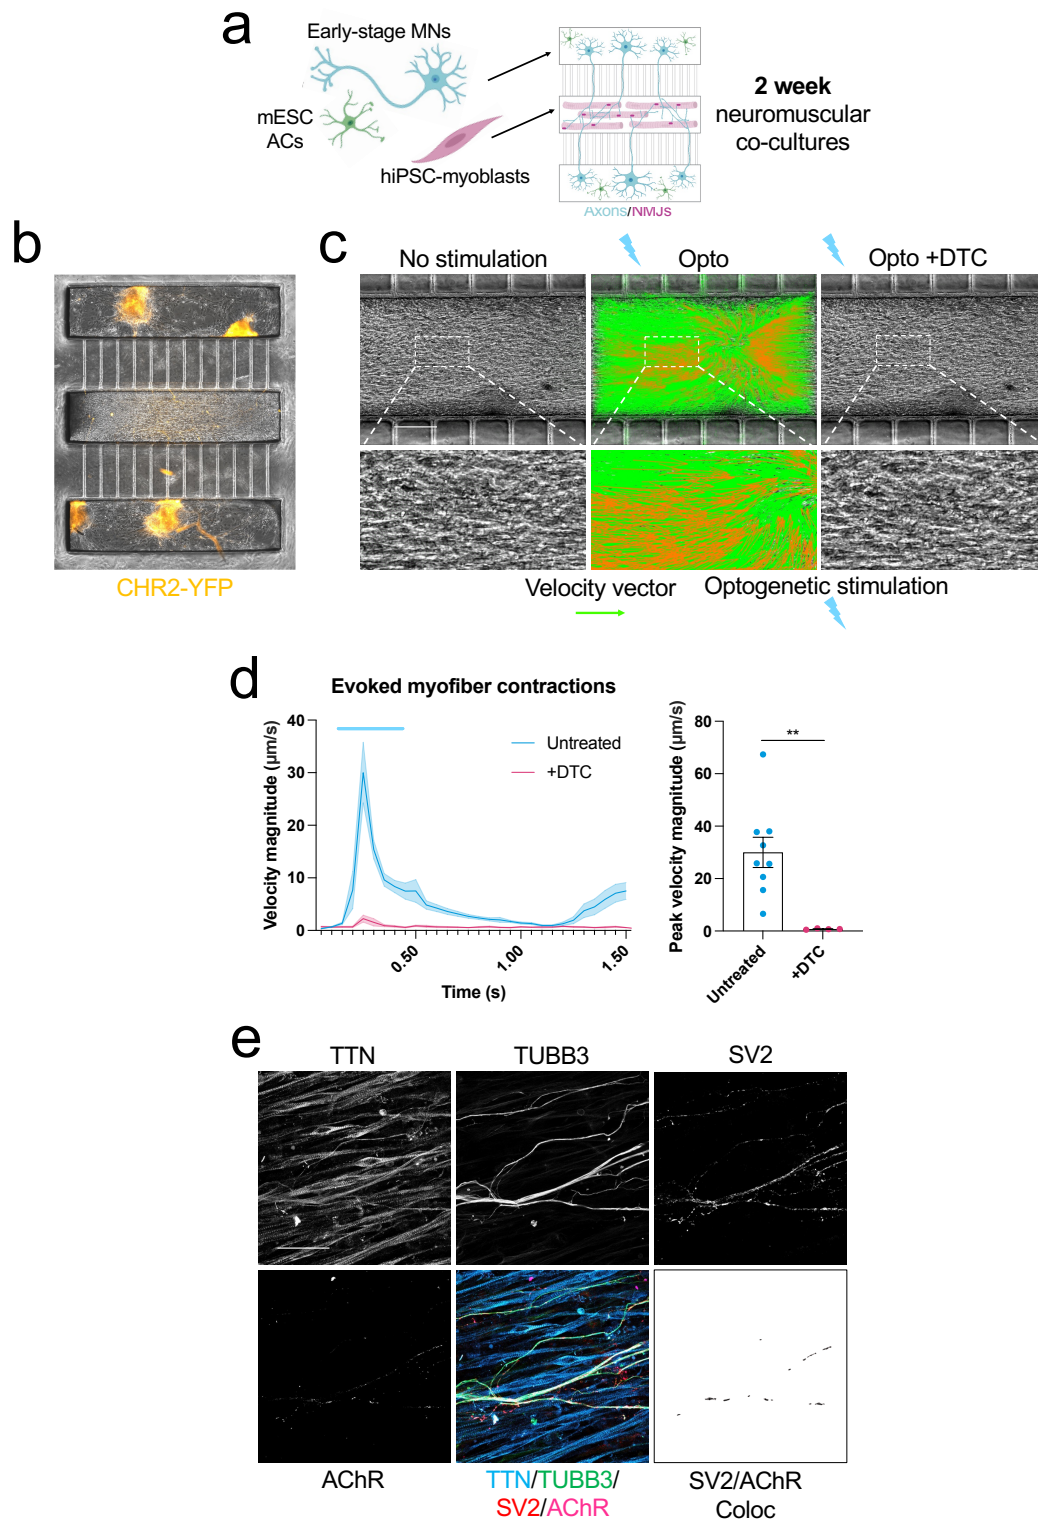 a
Early-stage MNs
mESC
ACs
hiPSC-myoblasts
2 week
neuromuscular
co-cultures
Axons/NMJs
b
CHR2-YFP
c
No stimulation
Opto
Opto +DTC
Velocity vector
Optogenetic stimulation
d
Evoked myofiber contractions
Velocity magnitude (µm/s)
40
30
20
10
0
0.50
1.00
1.50
Time (s)
Untreated
+DTC
Peak velocity magnitude (µm/s)
80
60
40
20
0
**
Untreated
+DTC
e
TTN
TUBB3
SV2
AChR
TTN/TUBB3/
SV2/AChR
SV2/AChR
Coloc